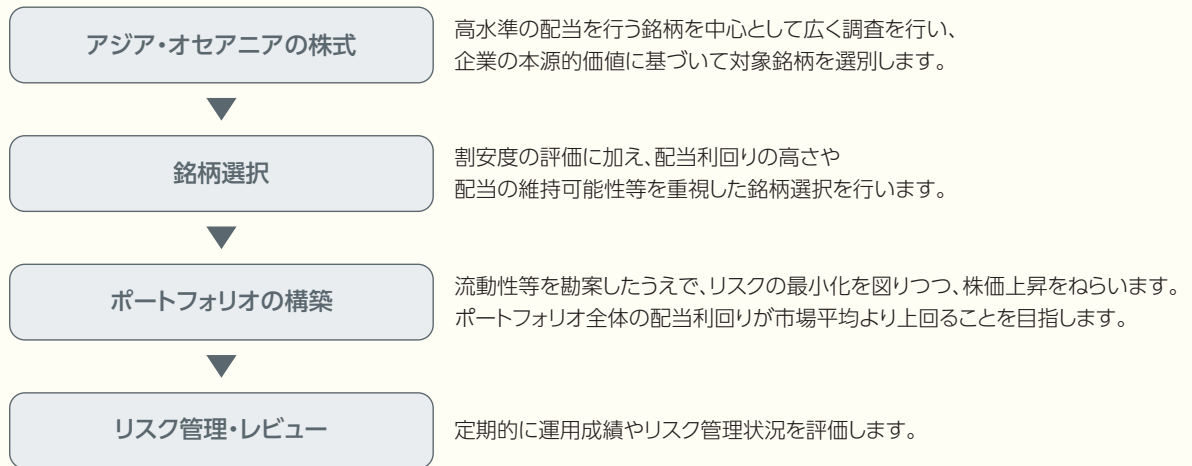 アジア・オセアニアの株式
高水準の配当を行う銘柄を中心として広く調査を行い、
企業の本源的価値に基づいて対象銘柄を選別します。
銘柄選択
割安度の評価に加え、配当利回りの高さや
配当の維持可能性等を重視した銘柄選択を行います。
ポートフォリオの構築
流動性等を勘案したうえで、リスクの最小化を図りつつ、株価上昇をねらいます。
ポートフォリオ全体の配当利回りが市場平均より上回ることを目指します。
リスク管理・レビュー
定期的に運用成績やリスク管理状況を評価します。